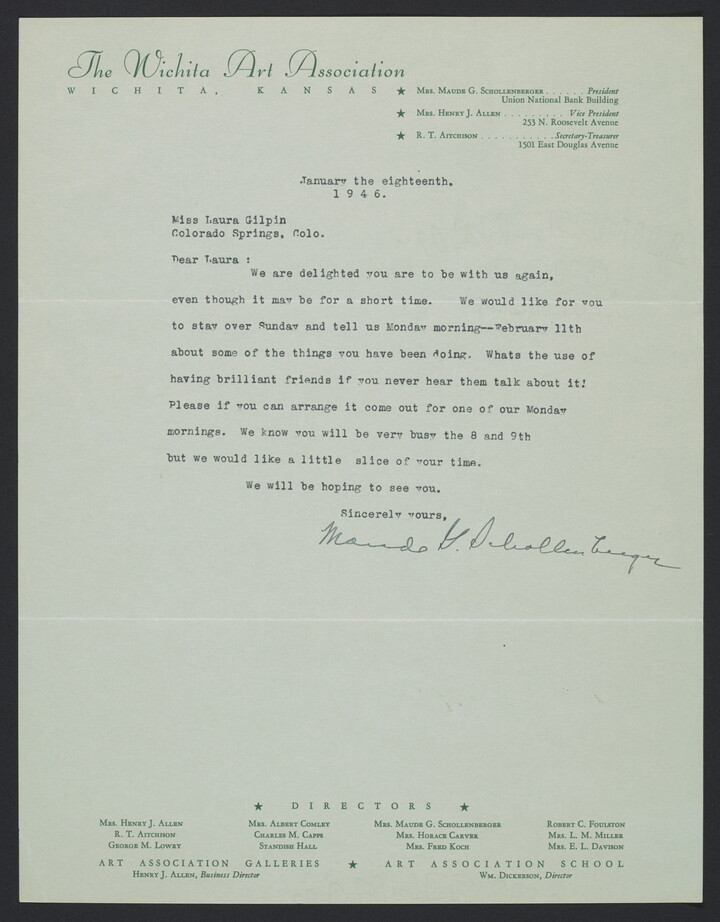 The Wichita Art Association
WICHITA, KANSAS
★ Mrs. Maude G. Schollenberger . . . . . . President
Union National Bank Building
★ Mrs. Henry J. Allen . . . . . . . . . Vice President
253 N. Roosevelt Avenue
★ R. T. Aitchison . . . . . . . . . . . Secretary-Treasurer
1501 East Douglas Avenue
January the eighteenth.
1 9 4 6.
Miss Laura Gilpin
Colorado Springs, Colo.
Dear Laura :
We are delighted you are to be with us again,
even though it may be for a short time. We would like for you
to stay over Sunday and tell us Monday morning--February 11th
about some of the things you have been doing. Whats the use of
having brilliant friends if you never hear them talk about it!
Please if you can arrange it come out for one of our Monday
mornings. We know you will be very busy the 8 and 9th
but we would like a little slice of your time.
We will be hoping to see you.
Sincerely yours,
Maude G. Schollenberger
★ DIRECTORS ★
Mrs. Henry J. Allen Mrs. Albert Comley Mrs. Maude G. Schollenberger Robert C. Foulston
R. T. Aitchison Charles M. Capps Mrs. Horace Carver Mrs. L. M. Miller
George M. Lowry Standish Hall Mrs. Fred Koch Mrs. E. L. Davison
ART ASSOCIATION GALLERIES ★ ART ASSOCIATION SCHOOL
Henry J. Allen, Business Director Wm. Dickerson, Director